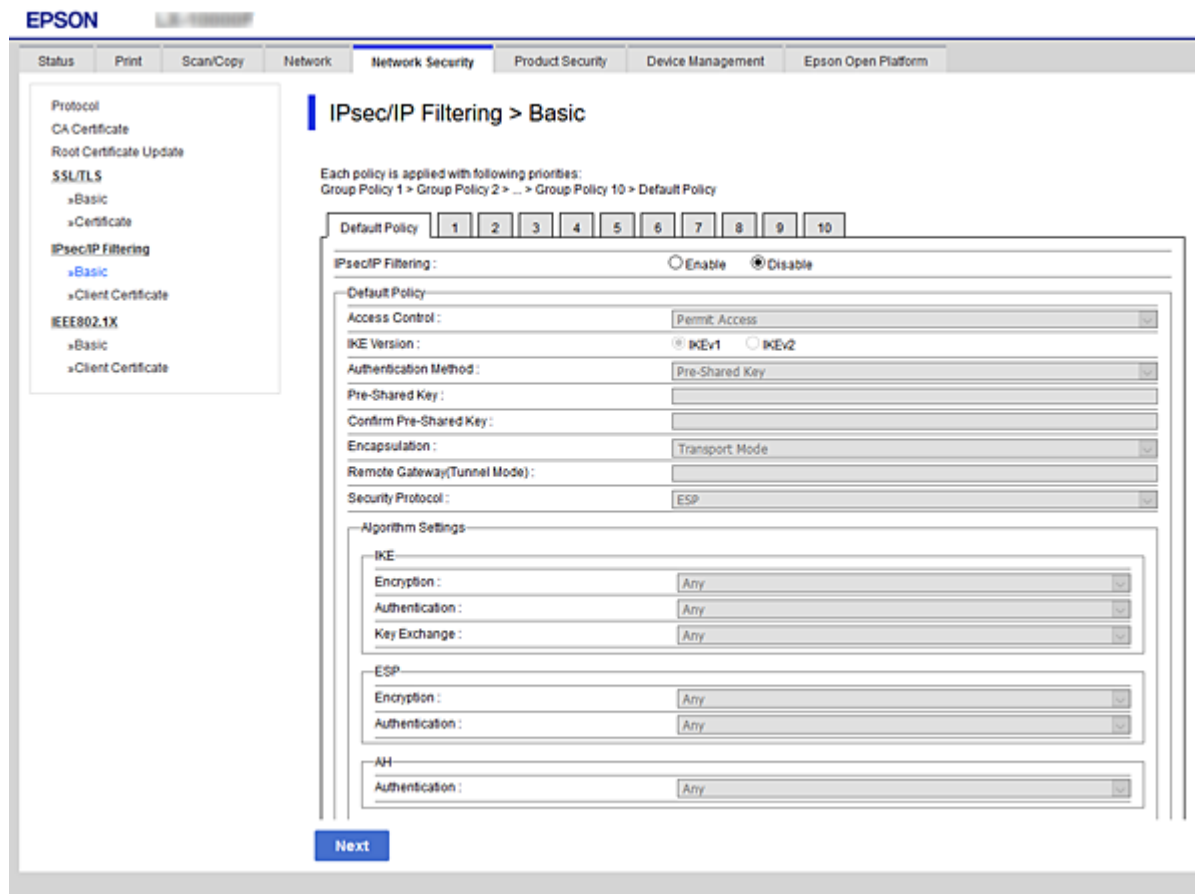 EPSON
Status Print Scan/Copy Network Network Security Product Security Device Management Epson Open Platform
Protocol
CA Certificate
Root Certificate Update
SSL/TLS
»Basic
»Certificate
IPsec/IP Filtering
»Basic
»Client Certificate
IEEE802.1X
»Basic
»Client Certificate
IPsec/IP Filtering > Basic
Each policy is applied with following priorities:
Group Policy 1 > Group Policy 2 > ... > Group Policy 10 > Default Policy
Default Policy 1 2 3 4 5 6 7 8 9 10
IPsec/IP Filtering : Enable Disable
Default Policy
Access Control : Permit Access
IKE Version : IKEv1 IKEv2
Authentication Method : Pre-Shared Key
Pre-Shared Key :
Confirm Pre-Shared Key :
Encapsulation : Transport Mode
Remote Gateway(Tunnel Mode) :
Security Protocol : ESP
Algorithm Settings
IKE
Encryption : Any
Authentication : Any
Key Exchange : Any
ESP
Encryption : Any
Authentication : Any
AH
Authentication : Any
Next